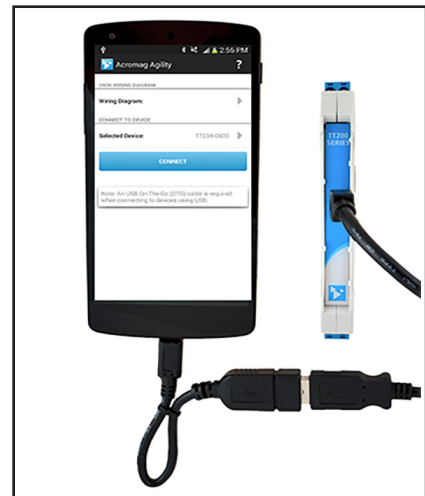 2:56 PM
Acromag Agility
?
VIEW WIRING DIAGRAM
Wiring Diagram:
CONNECT TO DEVICE
Selected Device: TT234-0600
CONNECT
Note: An USB On-The-Go (OTG) cable is required
when connecting to devices using USB.
TT200
SERIES